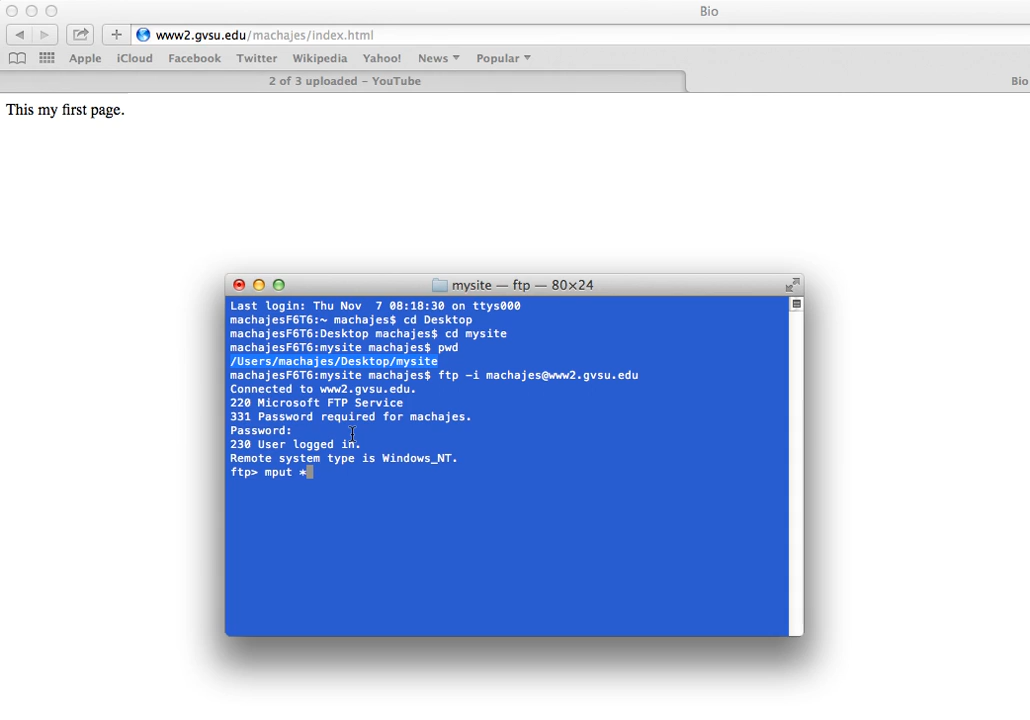 Bio
www2.gvsu.edu/machajes/index.html
Apple iCloud Facebook Twitter Wikipedia Yahoo! News Popular
2 of 3 uploaded – YouTube
Bio
This my first page.
mysite — ftp — 80×24
Last login: Thu Nov  7 08:18:30 on ttys000
machajesF6T6:~ machajes$ cd Desktop
machajesF6T6:Desktop machajes$ cd mysite
machajesF6T6:mysite machajes$ pwd
/Users/machajes/Desktop/mysite
machajesF6T6:mysite machajes$ ftp -i machajes@www2.gvsu.edu
Connected to www2.gvsu.edu.
220 Microsoft FTP Service
331 Password required for machajes.
Password:
230 User logged in.
Remote system type is Windows_NT.
ftp> mput *